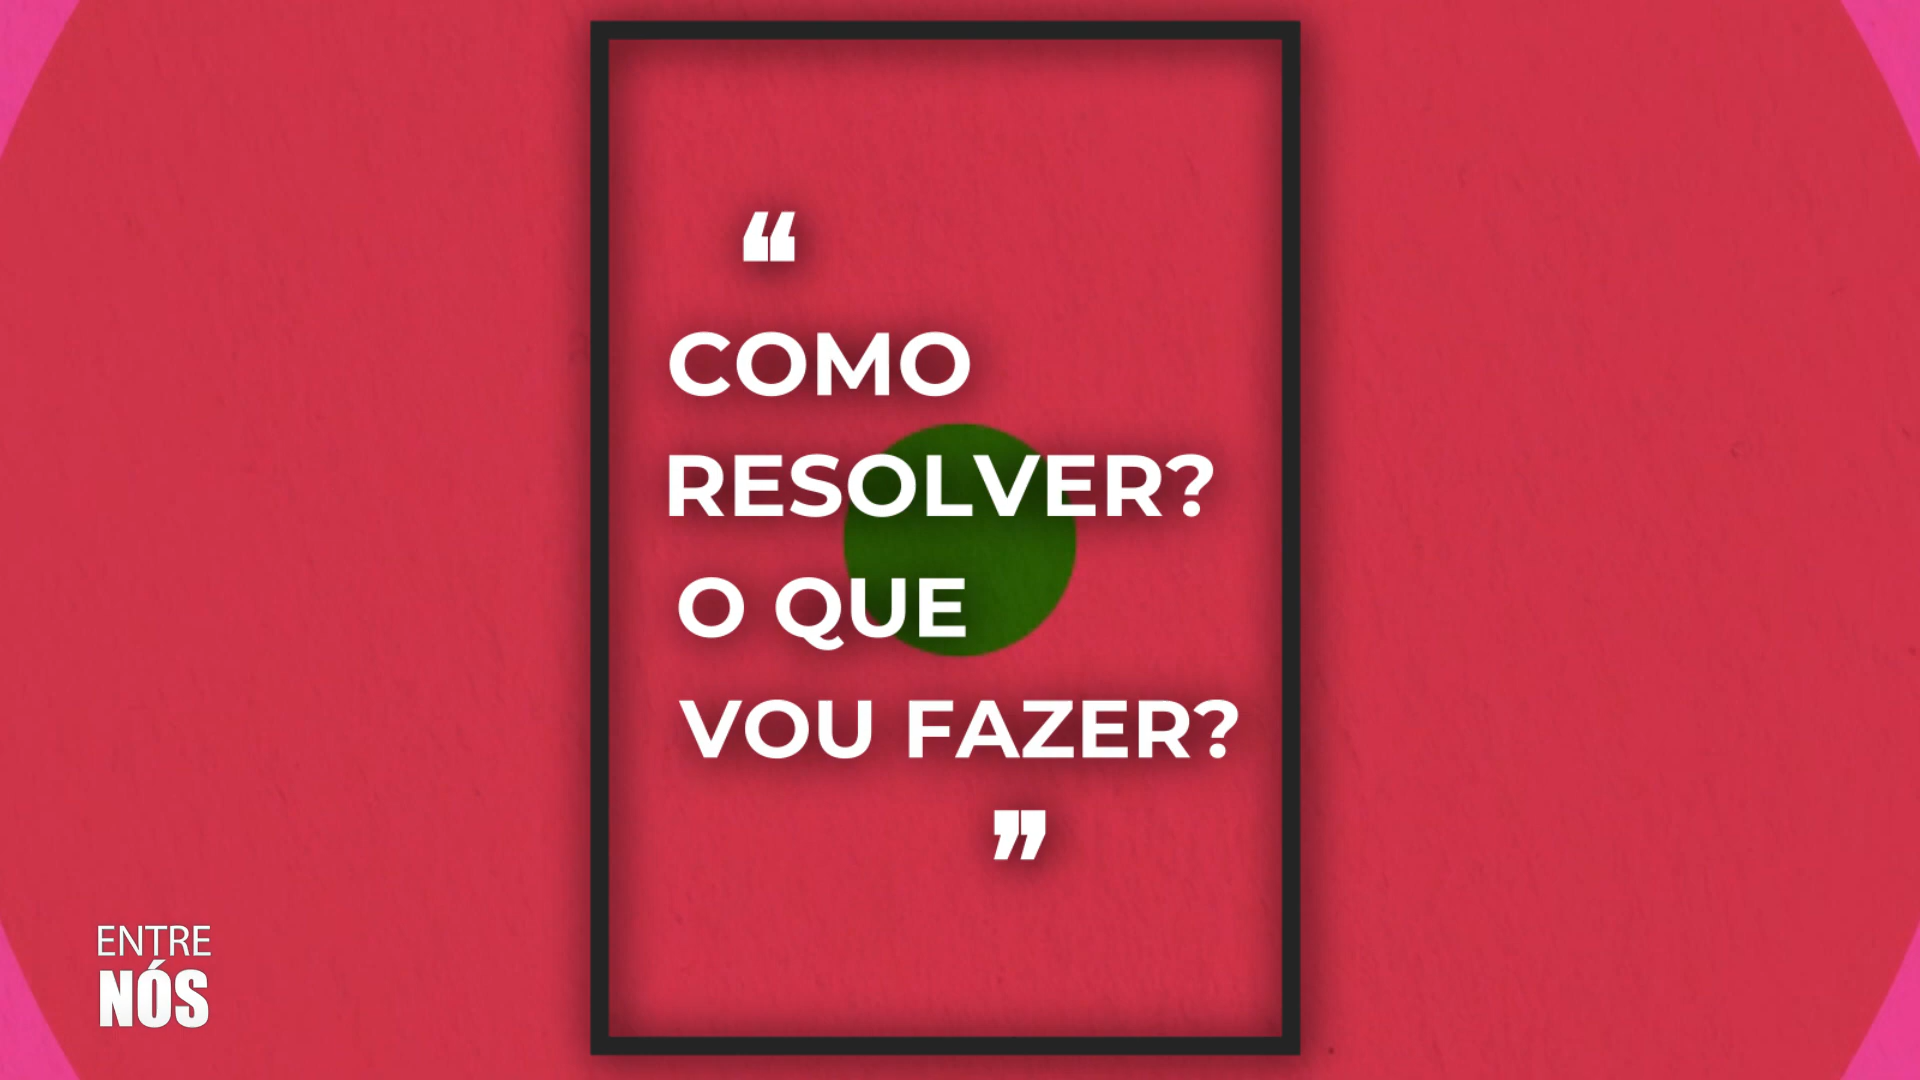 ❝
COMO
RESOLVER?
O QUE
VOU FAZER?
❞
ENTRE
NÓS